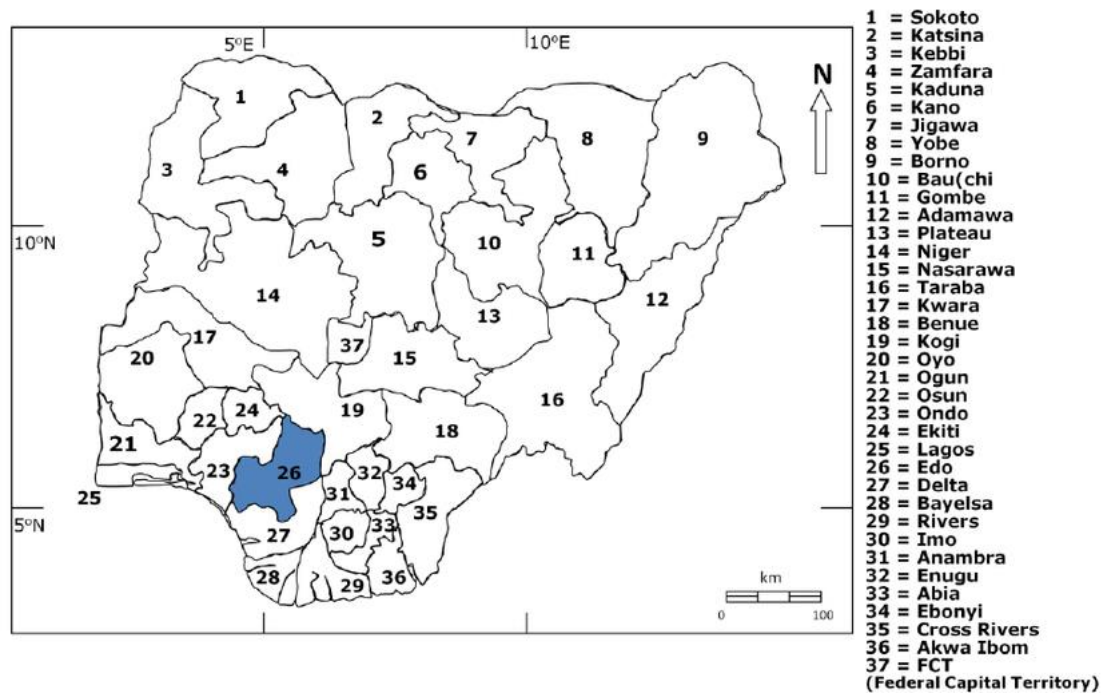 5ºE
10ºE
N
10ºN
5ºN
1
2
3
4
5
6
7
8
9
10
11
12
13
14
15
16
17
18
19
20
21
22
23
24
25
26
27
28
29
30
31
32
33
34
35
36
37
km
0 100
1 = Sokoto
2 = Katsina
3 = Kebbi
4 = Zamfara
5 = Kaduna
6 = Kano
7 = Jigawa
8 = Yobe
9 = Borno
10 = Bau(chi
11 = Gombe
12 = Adamawa
13 = Plateau
14 = Niger
15 = Nasarawa
16 = Taraba
17 = Kwara
18 = Benue
19 = Kogi
20 = Oyo
21 = Ogun
22 = Osun
23 = Ondo
24 = Ekiti
25 = Lagos
26 = Edo
27 = Delta
28 = Bayelsa
29 = Rivers
30 = Imo
31 = Anambra
32 = Enugu
33 = Abia
34 = Ebonyi
35 = Cross Rivers
36 = Akwa Ibom
37 = FCT
(Federal Capital Territory)